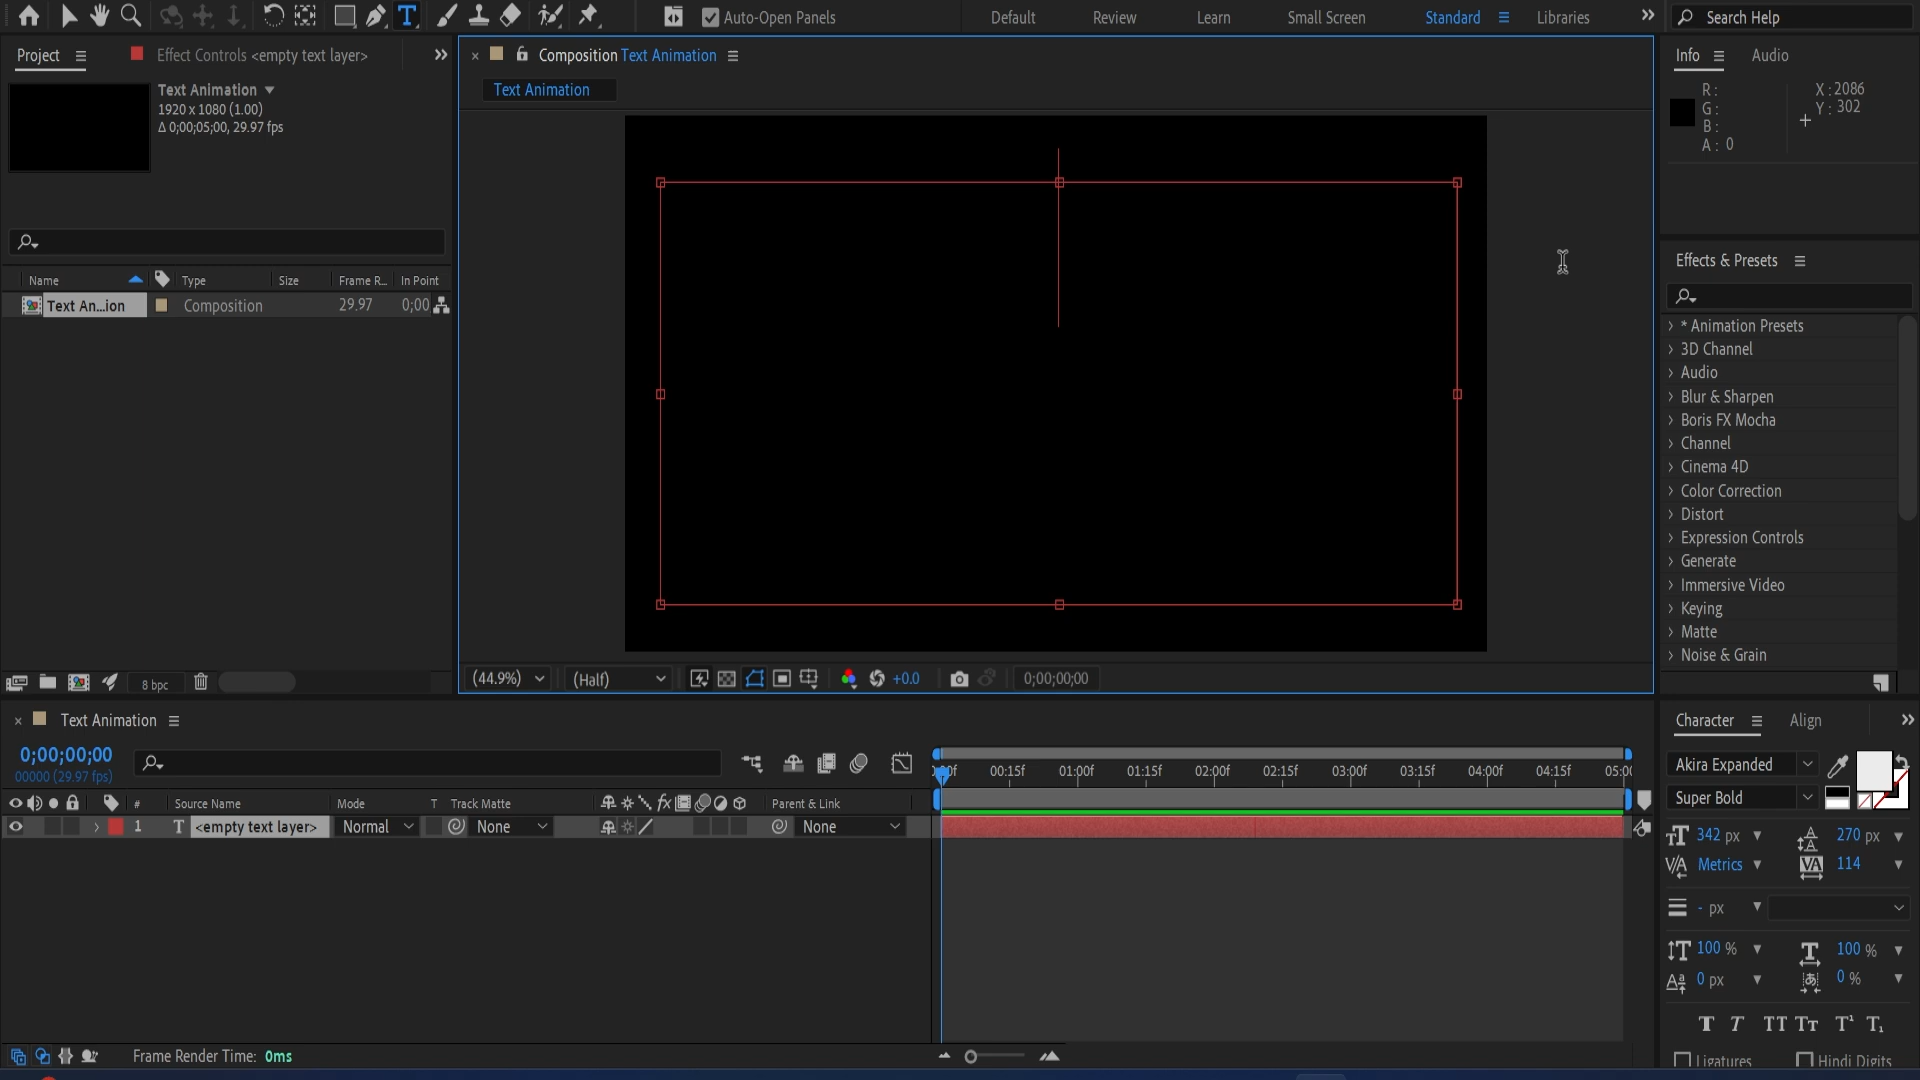 Auto-Open Panels
Default
Review
Learn
Small Screen
Standard
Libraries
Search Help
Project
Effect Controls <empty text layer>
Text Animation
1920 x 1080 (1.00)
Δ 0;00;05;00, 29.97 fps
Name
Type
Size
Frame R...
In Point
Text An...ion
Composition
29.97
0;00
8 bpc
Composition Text Animation
Text Animation
(44.9%)
(Half)
+0.0
0;00;00;00
Info
Audio
R :
G :
B :
A : 0
X : 2086
Y : 302
Effects & Presets
* Animation Presets
3D Channel
Audio
Blur & Sharpen
Boris FX Mocha
Channel
Cinema 4D
Color Correction
Distort
Expression Controls
Generate
Immersive Video
Keying
Matte
Noise & Grain
Text Animation
0;00;00;00
00000 (29.97 fps)
# Source Name
Mode
T Track Matte
Parent & Link
1 T <empty text layer>
Normal
None
None
00:15f
01:00f
01:15f
02:00f
02:15f
03:00f
03:15f
04:00f
04:15f
Frame Render Time: 0ms
Character
Align
Akira Expanded
Super Bold
342 px
270 px
Metrics
114
- px
100 %
100 %
0 px
0 %
T T TT Tт T¹ T₁
Ligatures
Hindi Digits